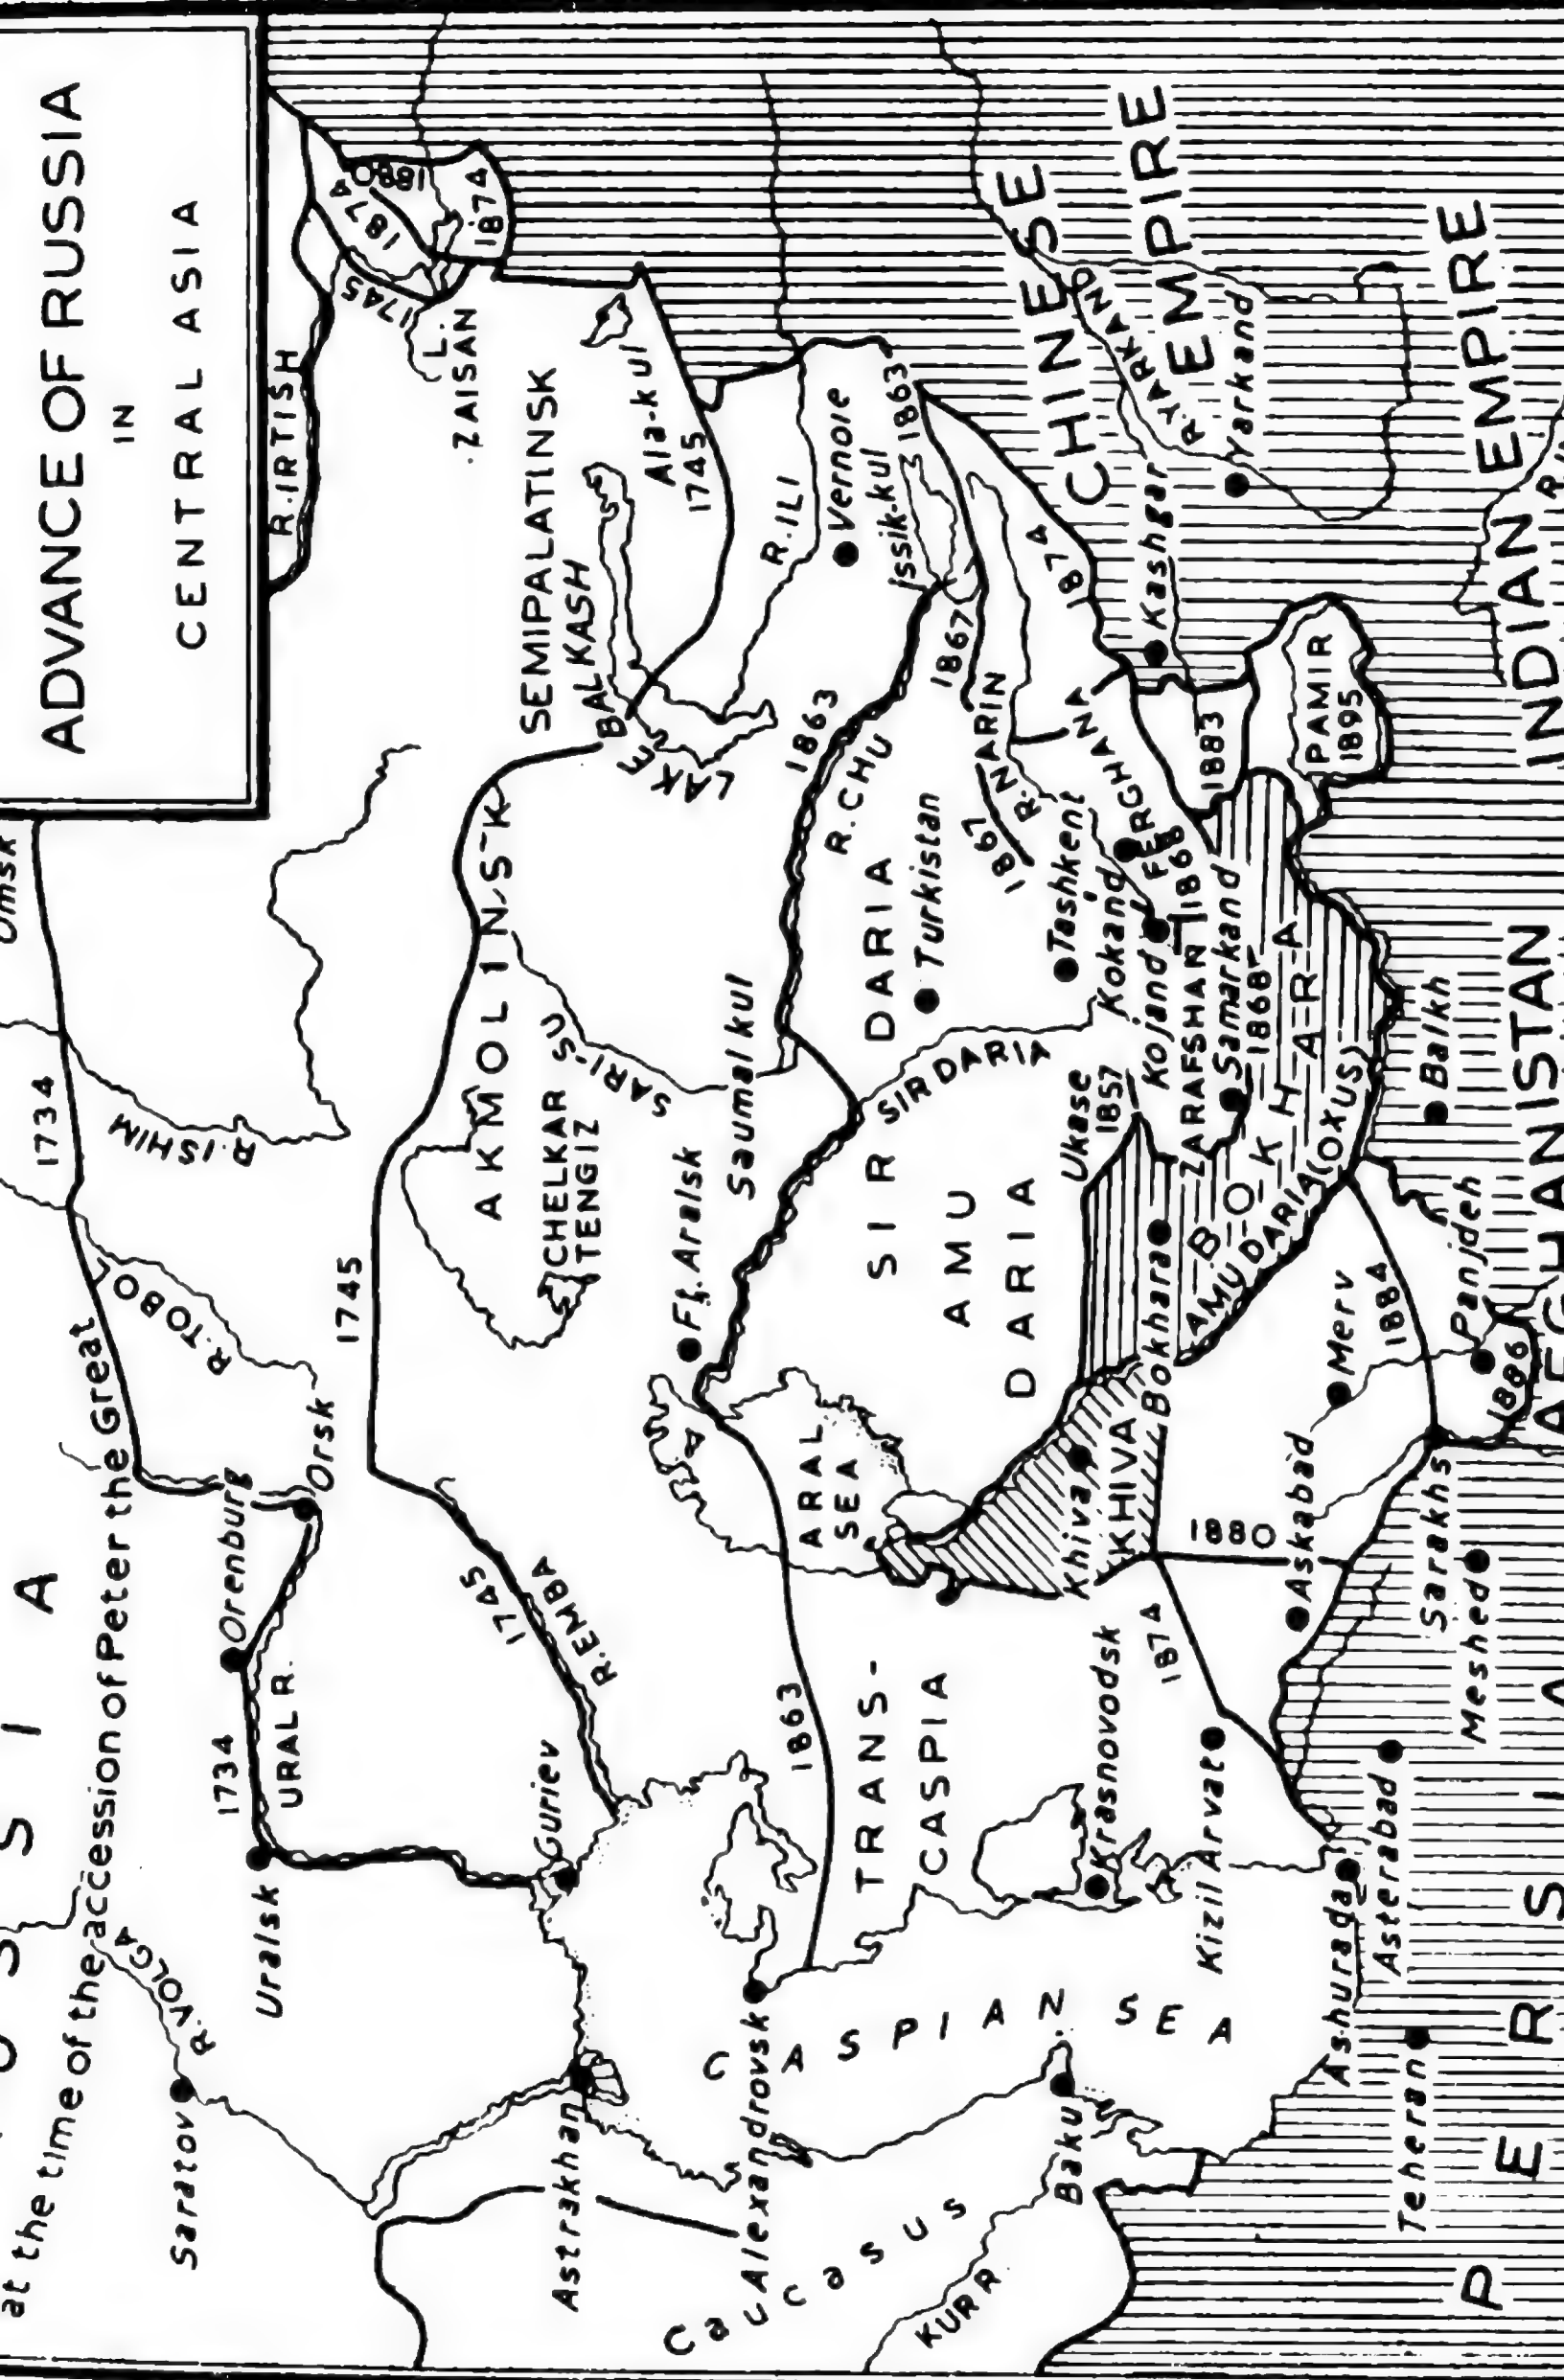 ADVANCE OF RUSSIA
IN
CENTRAL ASIA
S I A
at the time of the accession of Peter the Great
1734
Omsk
R. ISHIM
R. TOBOL
R. IRTISH
R. VOLGA
Saratov
Uralsk
1734
URAL R.
Orenburg
Orsk
1745
AKMOLINSK
SEMIPALATINSK
L. ZAISAN
1745
1874
1880
1874
Ala-kul
1745
LAKE BALKASH
R. ILI
Vernoie
Issik-kul
1863
CHELKAR TENGIZ
SARI-SU
Saumal kul
Ft. Aralsk
1745
R. EMBA
Guriev
Astrakhan
Alexandrovsk
CASPIAN SEA
Caucasus
KURR
Baku
1863
TRANS-
CASPIA
ARAL
SEA
SIR DARIA
AMU
DARIA
SIR DARIA
1863
R. CHU
Turkistan
1867
R. NARIN
1867
1874
Tashkent
Kokand
FERGHANA
Kojand
1868
ZARAFSHAN
Samarkand
1868
Ukase
1857
BOKHARA
Bokhara
AMU DARIA (OXUS)
Khiva
KHIVA
1883
PAMIR
1895
Kashgar
Yarkand
R. YARKAND
CHINESE
EMPIRE
INDIAN EMPIRE
Krasnovodsk
Kizil Arvat
1874
1880
Askabad
Merv
1884
Panjdeh
1886
Sarakhs
Meshed
Ashurada
Asterabad
Teheran
Balkh
AFGHANISTAN
PERSIA